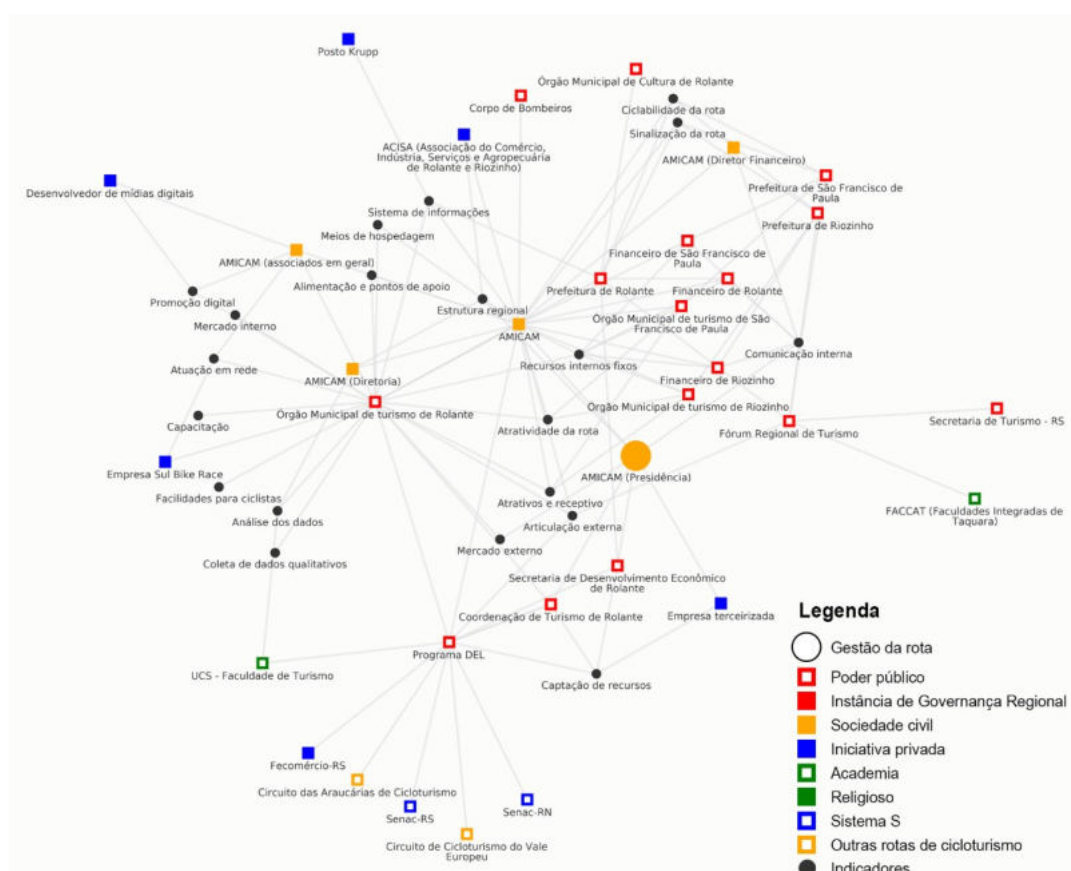 Posto Krupp
Órgão Municipal de Cultura de Rolante
Corpo de Bombeiros
Ciclabilidade da rota
Sinalização da rota
ACISA (Associação do Comércio,
Indústria, Serviços e Agropecuária
de Rolante e Riozinho)
AMICAM (Diretor Financeiro)
Prefeitura de São Francisco de
Paula
Desenvolvedor de mídias digitais
Sistema de informações
Prefeitura de Riozinho
Meios de hospedagem
Financeiro de São Francisco de
Paula
AMICAM (associados em geral)
Alimentação e pontos de apoio
Prefeitura de Rolante
Financeiro de Rolante
Promoção digital
Estrutura regional
Orgão Municipal de turismo de São
Francisco de Paula
Mercado interno
AMICAM
Comunicação interna
Recursos internos fixos
Atuação em rede
AMICAM (Diretoria)
Financeiro de Riozinho
Órgão Municipal de turismo de Rolante
Orgão Municipal de turismo de Riozinho
Capacitação
Atratividade da rota
Fórum Regional de Turismo
Secretaria de Turismo - RS
Empresa Sul Bike Race
AMICAM (Presidência)
Facilidades para ciclistas
Atrativos e receptivo
FACCAT (Faculdades Integradas de
Taquara)
Análise dos dados
Articulação externa
Mercado externo
Coleta de dados qualitativos
Secretaria de Desenvolvimento Econômico
de Rolante
Coordenação de Turismo de Rolante
Empresa terceirizada
Programa DEL
UCS - Faculdade de Turismo
Captação de recursos
Fecomércio-RS
Circuito das Araucárias de Cicloturismo
Senac-RS
Senac-RN
Circuito de Cicloturismo do Vale
Europeu
Legenda
Gestão da rota
Poder público
Instância de Governança Regional
Sociedade civil
Iniciativa privada
Academia
Religioso
Sistema S
Outras rotas de cicloturismo
Indicadores